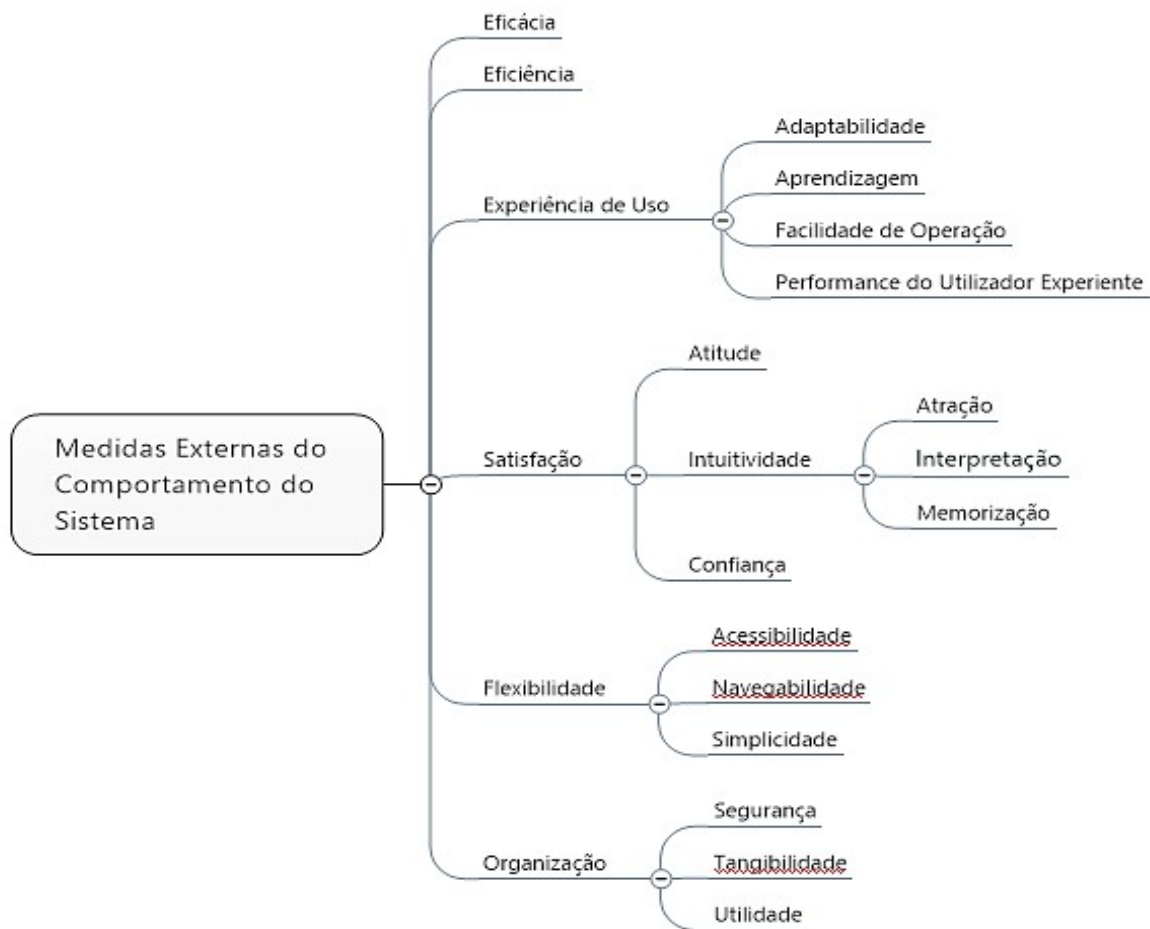 Eficácia
Eficiência
Adaptabilidade
Aprendizagem
Experiência de Uso
Facilidade de Operação
Performance do Utilizador Experiente
Atitude
Atração
Medidas Externas do
Comportamento do
Sistema
Satisfação
Intuitividade
Interpretação
Memorização
Confiança
Acessibilidade
Flexibilidade
Navegabilidade
Simplicidade
Segurança
Organização
Tangibilidade
Utilidade